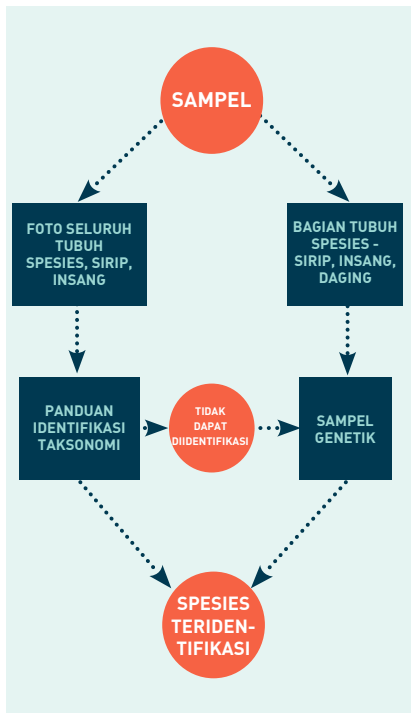 SAMPEL
FOTO SELURUH
TUBUH
SPESIES, SIRIP,
INSANG
BAGIAN TUBUH
SPESIES -
SIRIP, INSANG,
DAGING
PANDUAN
IDENTIFIKASI
TAKSONOMI
TIDAK
DAPAT
DIIDENTIFIKASI
SAMPEL
GENETIK
SPESIES
TERIDEN-
TIFIKASI